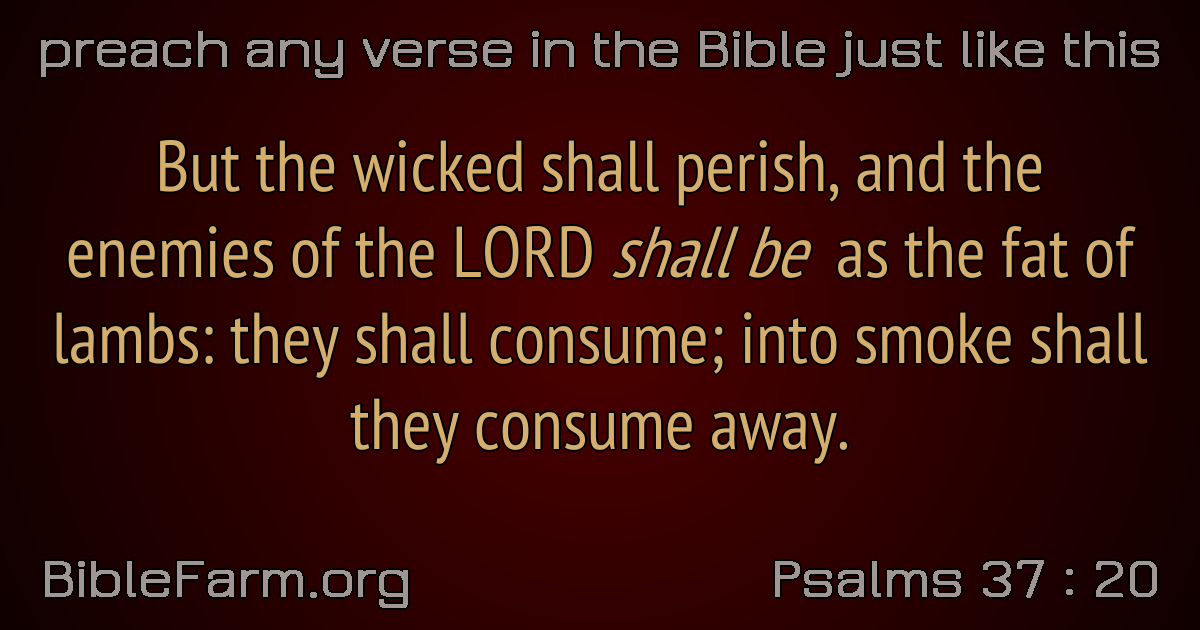 preach any verse in the Bible just like this
But the wicked shall perish, and the
enemies of the LORD shall be as the fat of
lambs: they shall consume; into smoke shall
they consume away.
BibleFarm.org
Psalms 37 : 20